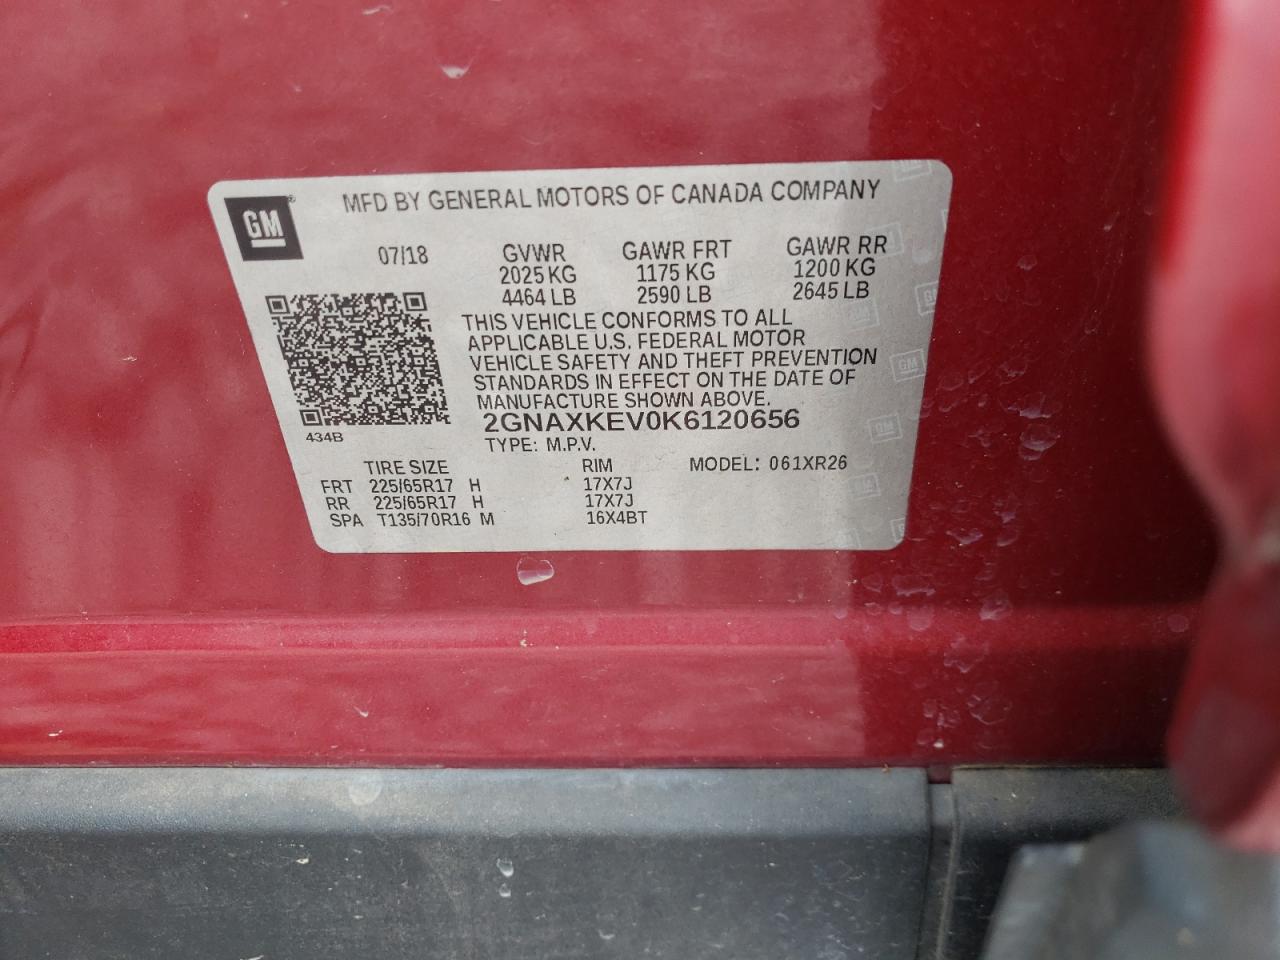 GM
MFD BY GENERAL MOTORS OF CANADA COMPANY
07/18 GVWR GAWR FRT GAWR RR
2025 KG 1175 KG 1200 KG
4464 LB 2590 LB 2645 LB
THIS VEHICLE CONFORMS TO ALL
APPLICABLE U.S. FEDERAL MOTOR
VEHICLE SAFETY AND THEFT PREVENTION
STANDARDS IN EFFECT ON THE DATE OF
MANUFACTURE SHOWN ABOVE.
2GNAXKEV0K6120656
434B
TYPE: M.P.V.
TIRE SIZE RIM MODEL: 061XR26
FRT 225/65R17 H 17X7J
RR 225/65R17 H 17X7J
SPA T135/70R16 M 16X4BT